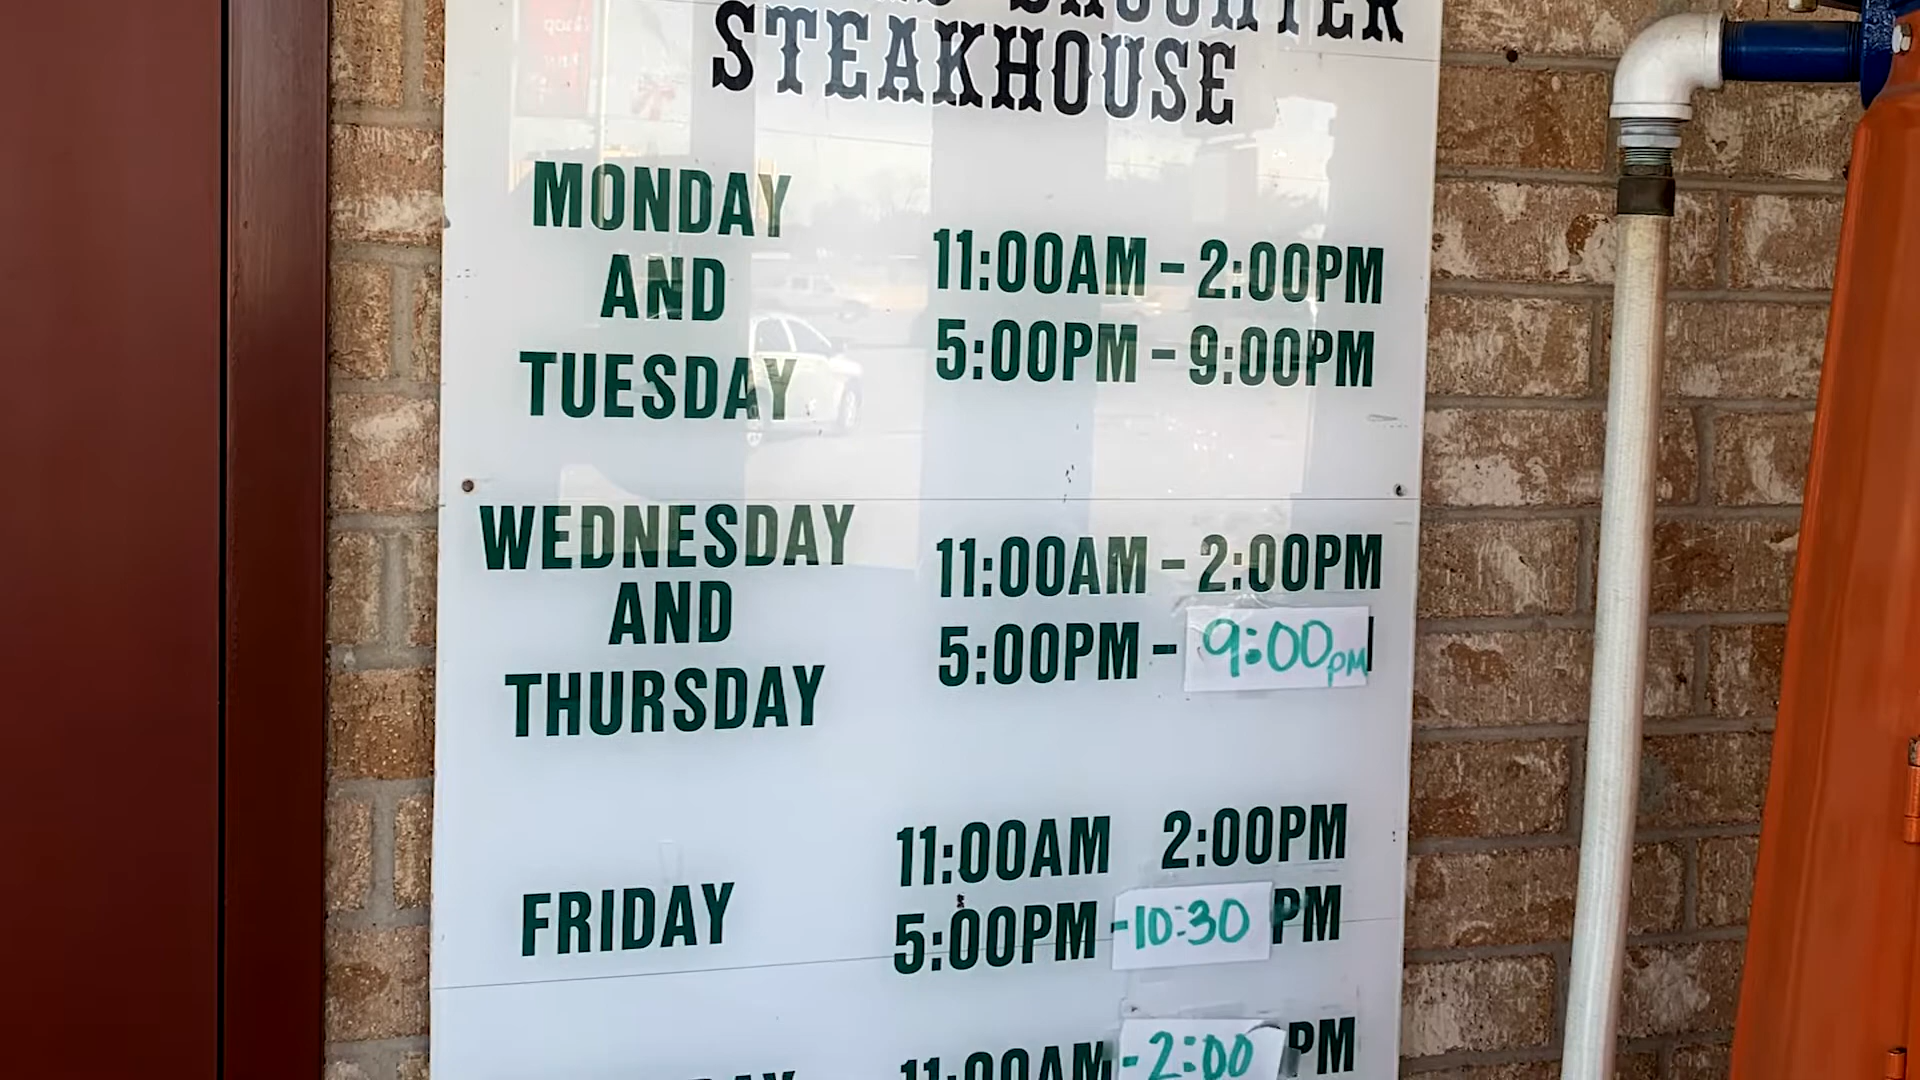 DAUGHTER
STEAKHOUSE
MONDAY
AND
TUESDAY
11:00AM - 2:00PM
5:00PM - 9:00PM
WEDNESDAY
AND
THURSDAY
11:00AM - 2:00PM
5:00PM - 9:00PM
FRIDAY
11:00AM 2:00PM
5:00PM -10:30 PM
11:00AM -2:00 PM